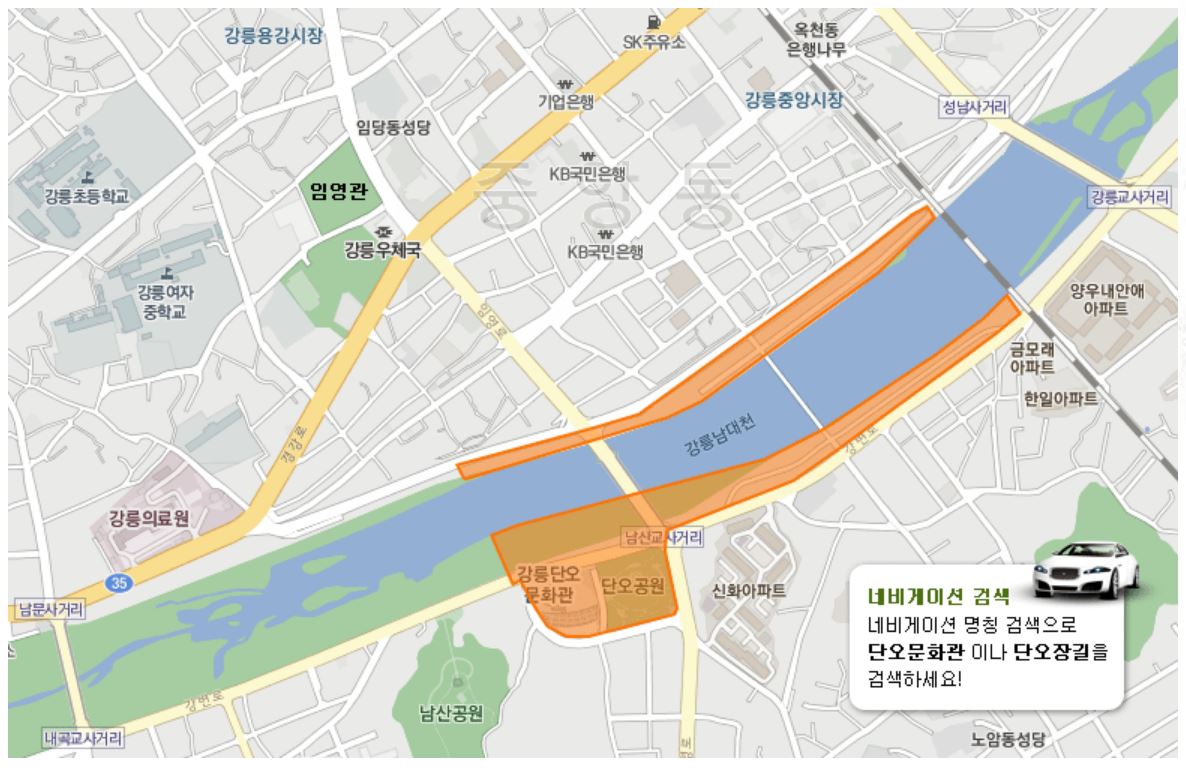 강릉용강시장
SK주유소
옥천동
은행나무
₩
기업은행
강릉중앙시장
성남사거리
임당동성당
₩
KB국민은행
중앙동
강릉초등학교
임영관
강릉교사거리
강릉우체국
₩
KB국민은행
강릉여자
중학교
양우내안애
아파트
임영로
금모래
아파트
한일아파트
강릉남대천
강변로
경강로
강릉의료원
남산교사거리
35
강릉단오
문화관
단오공원
신화아파트
남문사거리
네비게이션 검색
네비게이션 명칭 검색으로
단오문화관 이나 단오장길을
검색하세요!
강변로
남산공원
내곡교사거리
노암동성당